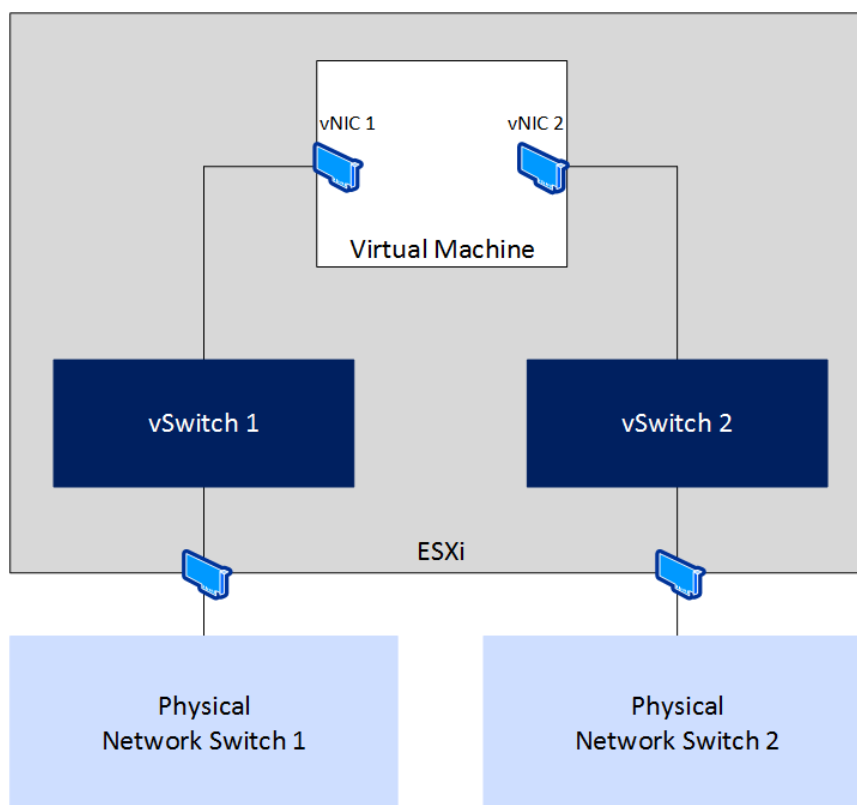 vNIC 1
vNIC 2
Virtual Machine
vSwitch 1
vSwitch 2
ESXi
Physical
Network Switch 1
Physical
Network Switch 2